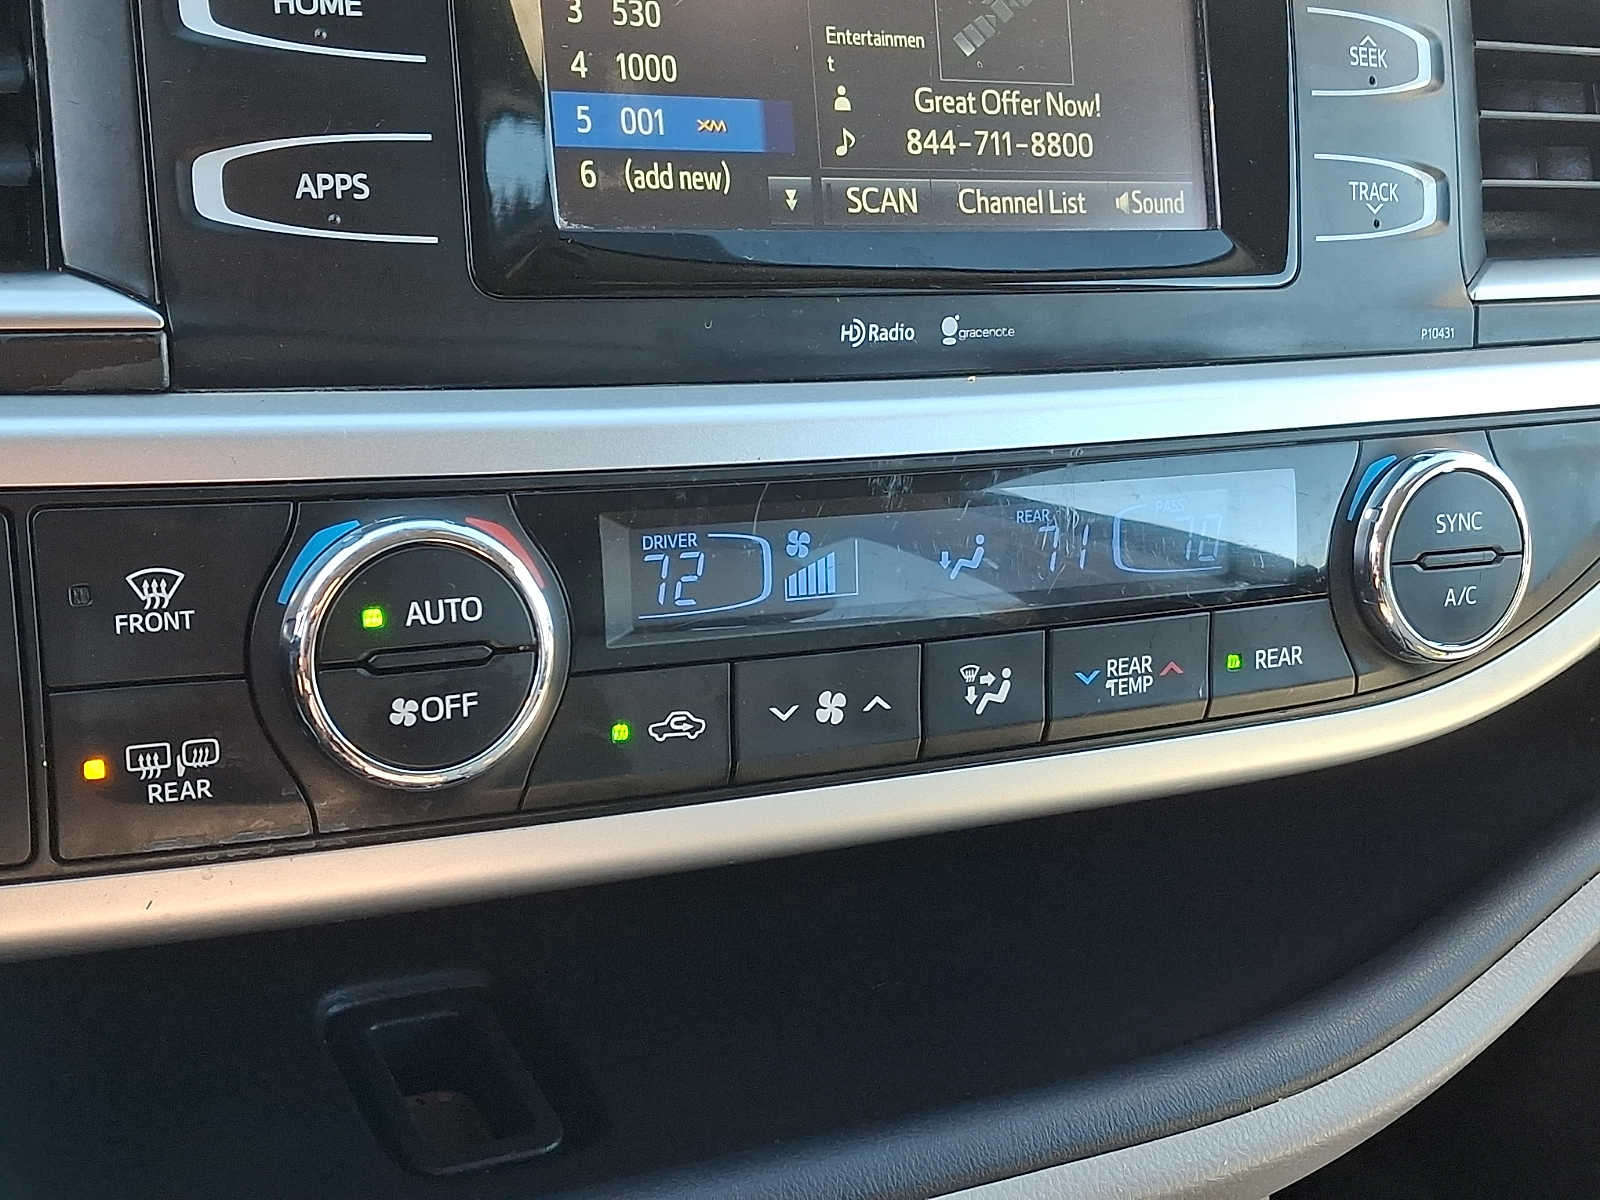 HOME
3 530
4 1000
5 001 XM
6 (add new)
Entertainmen
t
Great Offer Now!
844-711-8800
SCAN Channel List Sound
APPS
SEEK
TRACK
HD Radio gracenote
P10431
FRONT
REAR
AUTO
OFF
DRIVER
72
REAR
71
PASS
70
REAR
TEMP
REAR
SYNC
A/C